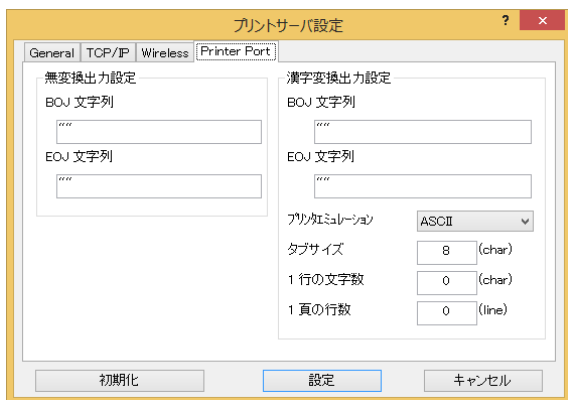 プリントサーバ設定
? ×
General TCP/IP Wireless Printer Port
無変換出力設定
BOJ 文字列
""
EOJ 文字列
""
漢字変換出力設定
BOJ 文字列
""
EOJ 文字列
""
プリンタエミュレーション ASCII
タブサイズ 8 (char)
1 行の文字数 0 (char)
1 頁の行数 0 (line)
初期化 設定 キャンセル